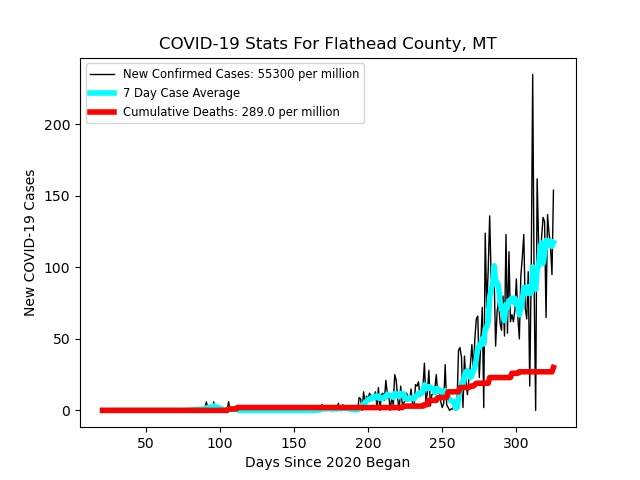 COVID-19 Stats For Flathead County, MT
New Confirmed Cases: 55300 per million
7 Day Case Average
Cumulative Deaths: 289.0 per million
New COVID-19 Cases
200
150
100
50
0
50 100 150 200 250 300
Days Since 2020 Began